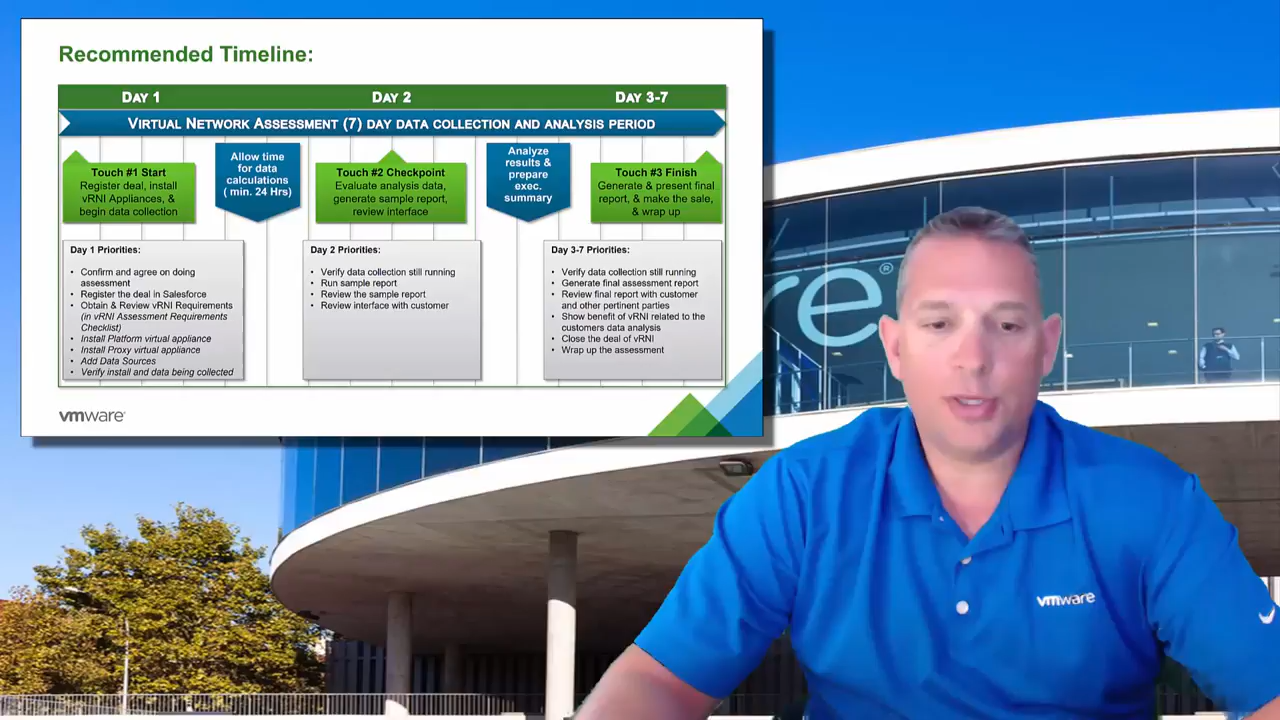 Recommended Timeline:
DAY 1
DAY 2
DAY 3-7
VIRTUAL NETWORK ASSESSMENT (7) DAY DATA COLLECTION AND ANALYSIS PERIOD
Touch #1 Start
Register deal, install
vRNI Appliances, &
begin data collection
Allow time
for data
calculations
( min. 24 Hrs)
Touch #2 Checkpoint
Evaluate analysis data,
generate sample report,
review interface
Analyze
results &
prepare
exec.
summary
Touch #3 Finish
Generate & present final
report, & make the sale,
& wrap up
Day 1 Priorities:
• Confirm and agree on doing
assessment
• Register the deal in Salesforce
• Obtain & Review vRNI Requirements
(in vRNI Assessment Requirements
Checklist)
• Install Platform virtual appliance
• Install Proxy virtual appliance
• Add Data Sources
• Verify install and data being collected
Day 2 Priorities:
• Verify data collection still running
• Run sample report
• Review the sample report
• Review interface with customer
Day 3-7 Priorities:
• Verify data collection still running
• Generate final assessment report
• Review final report with customer
and other pertinent parties
• Show benefit of vRNI related to the
customers data analysis
• Close the deal of vRNI
• Wrap up the assessment
vmware®
re®
vmware